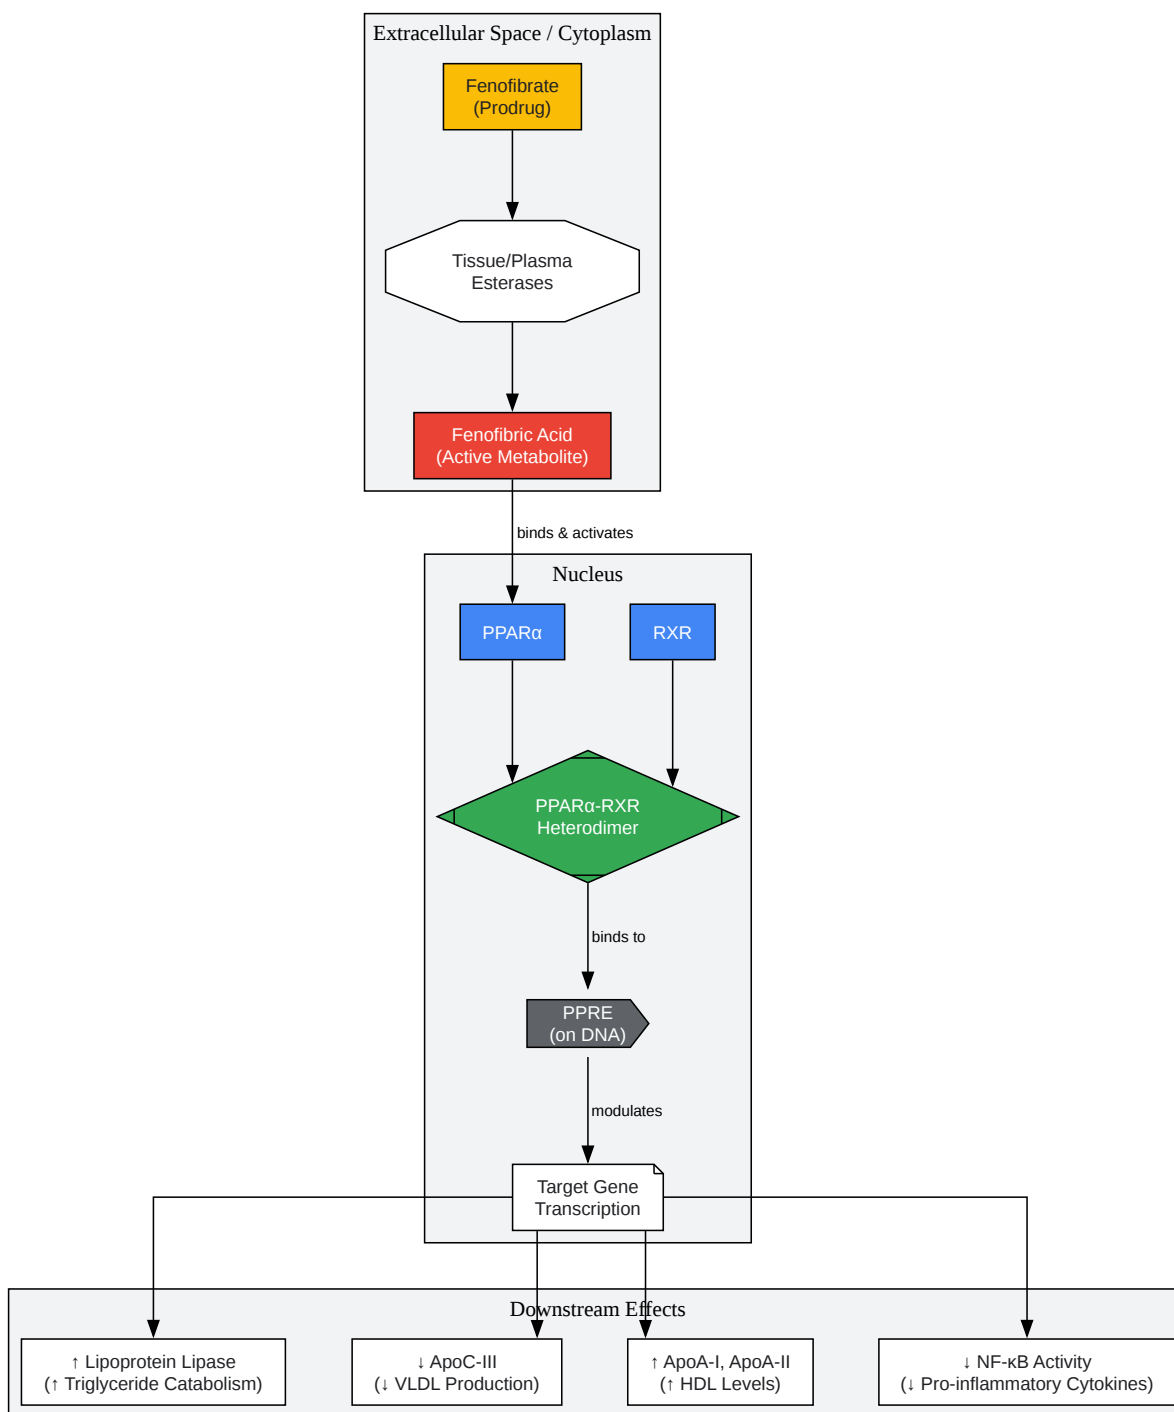 Extracellular Space / Cytoplasm
Fenofibrate
(Prodrug)
Tissue/Plasma
Esterases
Fenofibric Acid
(Active Metabolite)
binds & activates
Nucleus
PPARα
RXR
PPARα-RXR
Heterodimer
binds to
PPRE
(on DNA)
modulates
Target Gene
Transcription
Downstream Effects
↑ Lipoprotein Lipase
(↑ Triglyceride Catabolism)
↓ ApoC-III
(↓ VLDL Production)
↑ ApoA-I, ApoA-II
(↑ HDL Levels)
↓ NF-κB Activity
(↓ Pro-inflammatory Cytokines)